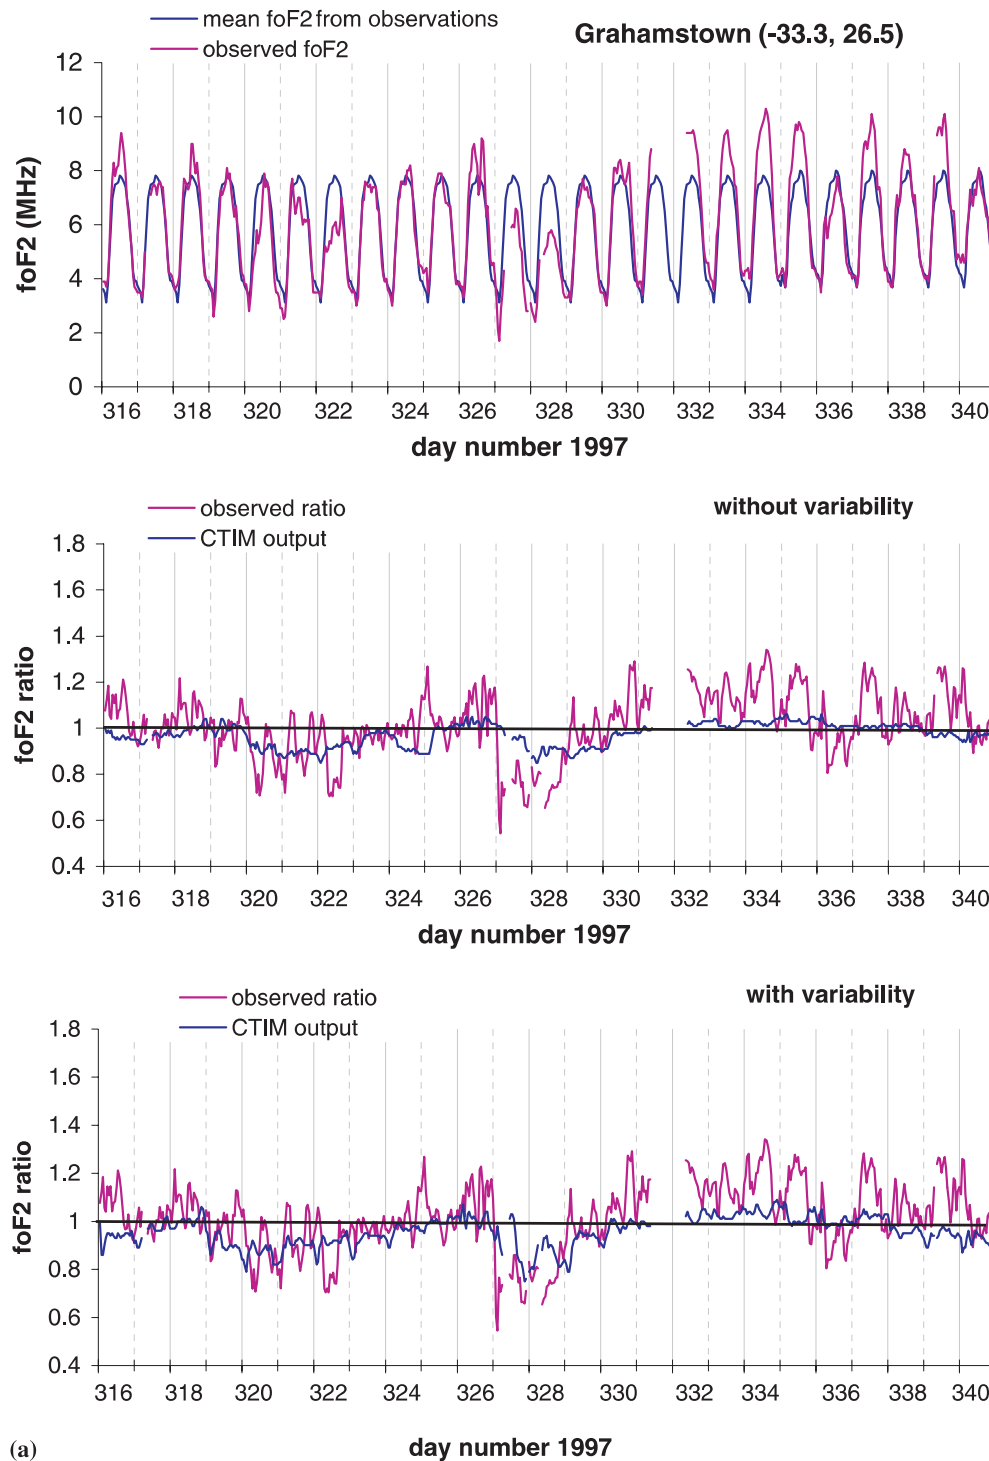 mean foF2 from observations
observed foF2
Grahamstown (-33.3, 26.5)
foF2 (MHz)
12
10
8
6
4
2
0
316 318 320 322 324 326 328 330 332 334 336 338 340
day number 1997
observed ratio
CTIM output
without variability
foF2 ratio
1.8
1.6
1.4
1.2
1
0.8
0.6
0.4
316 318 320 322 324 326 328 330 332 334 336 338 340
day number 1997
observed ratio
CTIM output
with variability
foF2 ratio
1.8
1.6
1.4
1.2
1
0.8
0.6
0.4
316 318 320 322 324 326 328 330 332 334 336 338 340
(a)
day number 1997